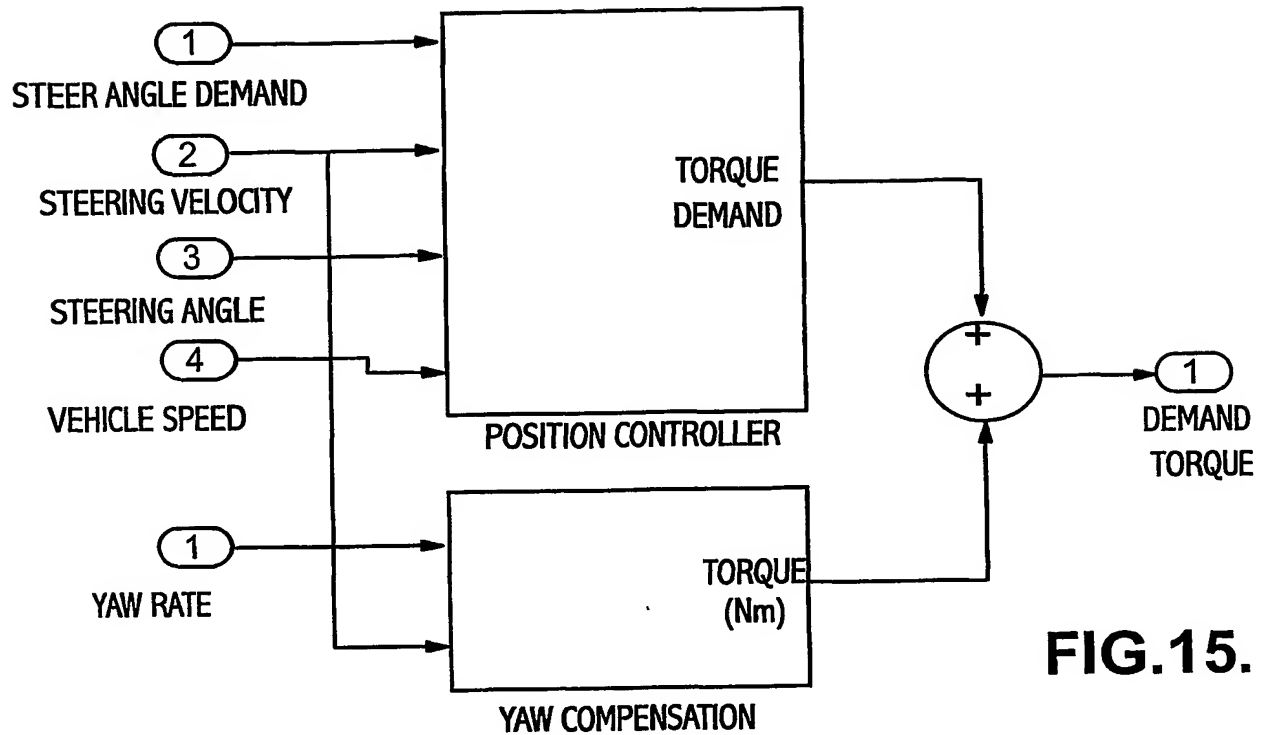 1
STEER ANGLE DEMAND
2
STEERING VELOCITY
3
STEERING ANGLE
4
VEHICLE SPEED
TORQUE
DEMAND
POSITION CONTROLLER
+
+
1
DEMAND
TORQUE
1
YAW RATE
TORQUE
(Nm)
YAW COMPENSATION
FIG.15.